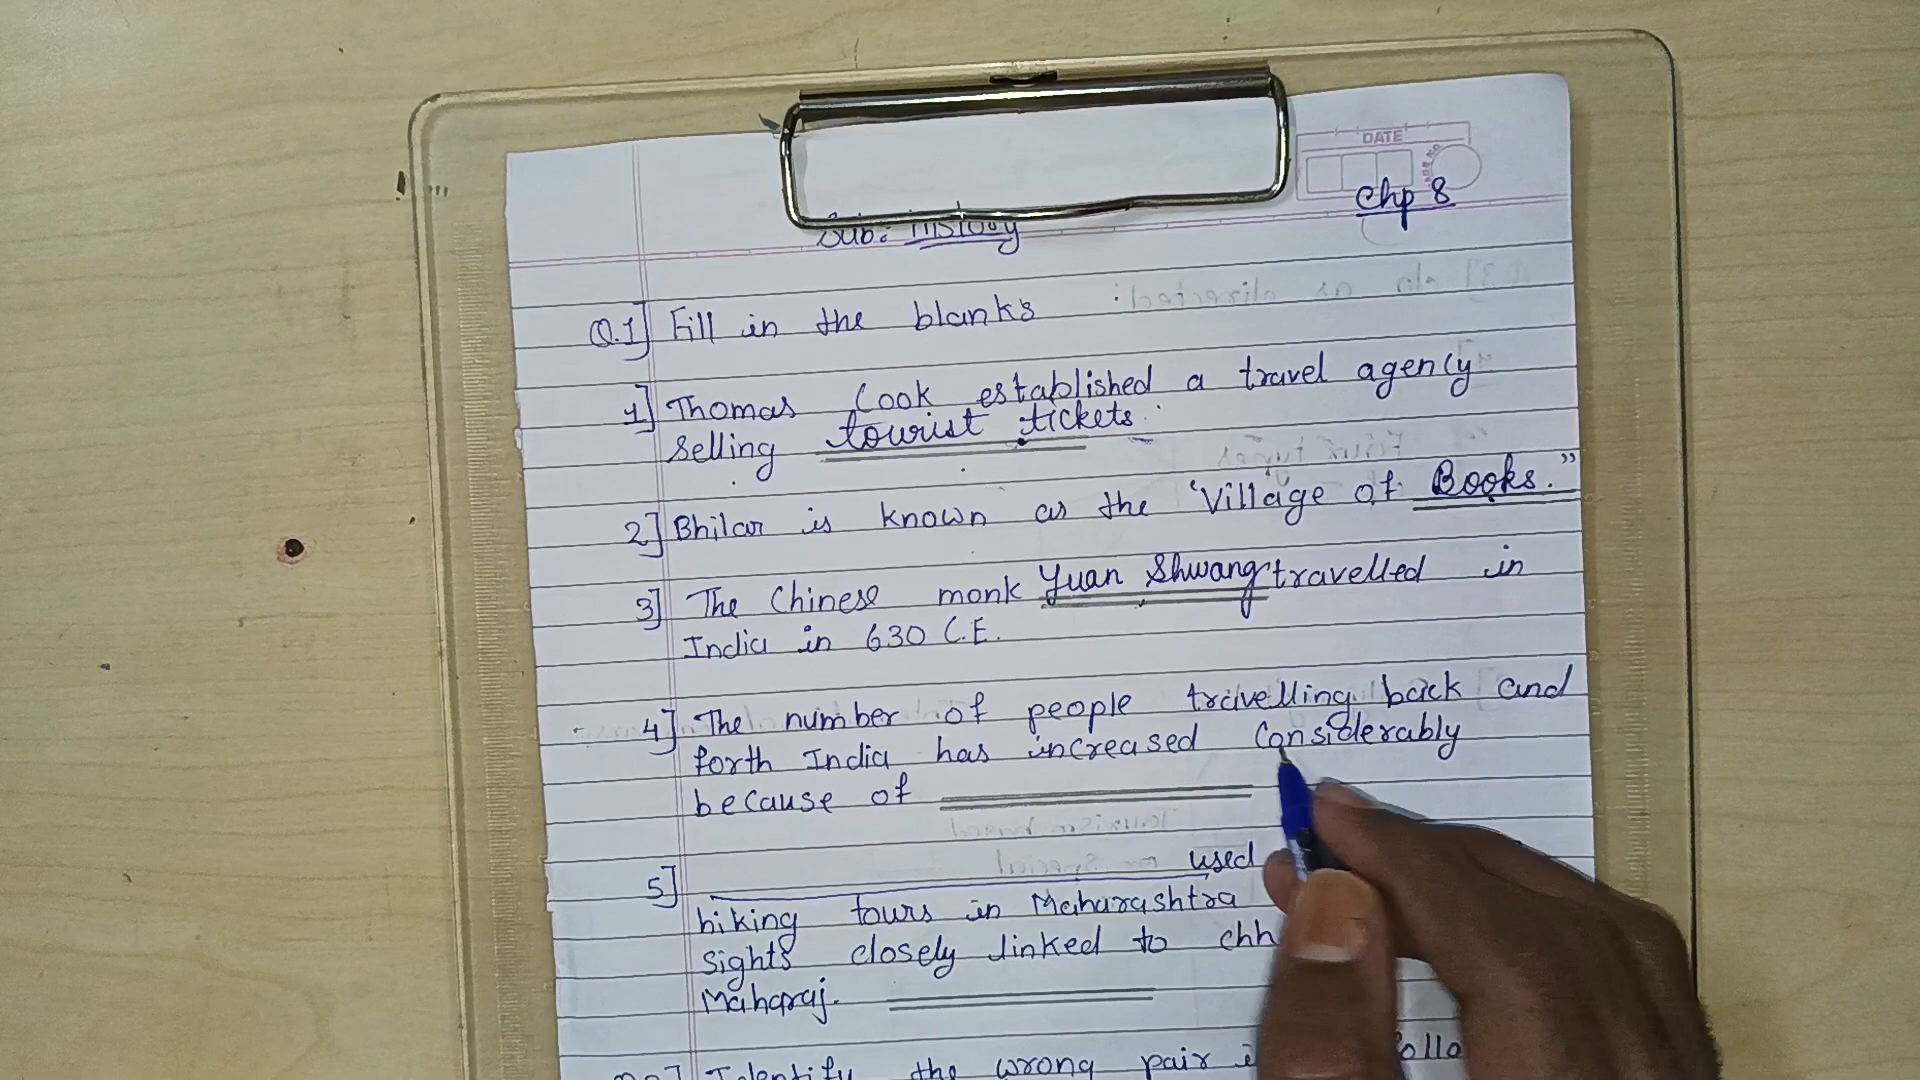 DATE
Chp 8
Sub: History
Q.1] Fill in the blanks
1] Thomas Cook established a travel agency
selling tourist tickets.
2] Bhilar is known as the 'Village of Books."
3] The Chinese monk Yuan Shwang travelled in
India in 630 C.E.
4] The number of people travelling back and
forth India has increased considerably
because of
5] used
hiking tours in Maharashtra
sights closely linked to chh
Maharaj.
Identify the wrong pair